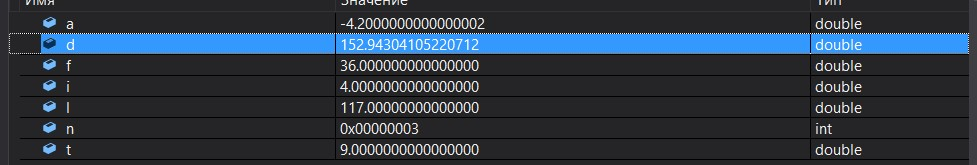 Имя Значение Тип
a -4.2000000000000002 double
d 152.94304105220712 double
f 36.000000000000000 double
i 4.0000000000000000 double
l 117.00000000000000 double
n 0x00000003 int
t 9.0000000000000000 double